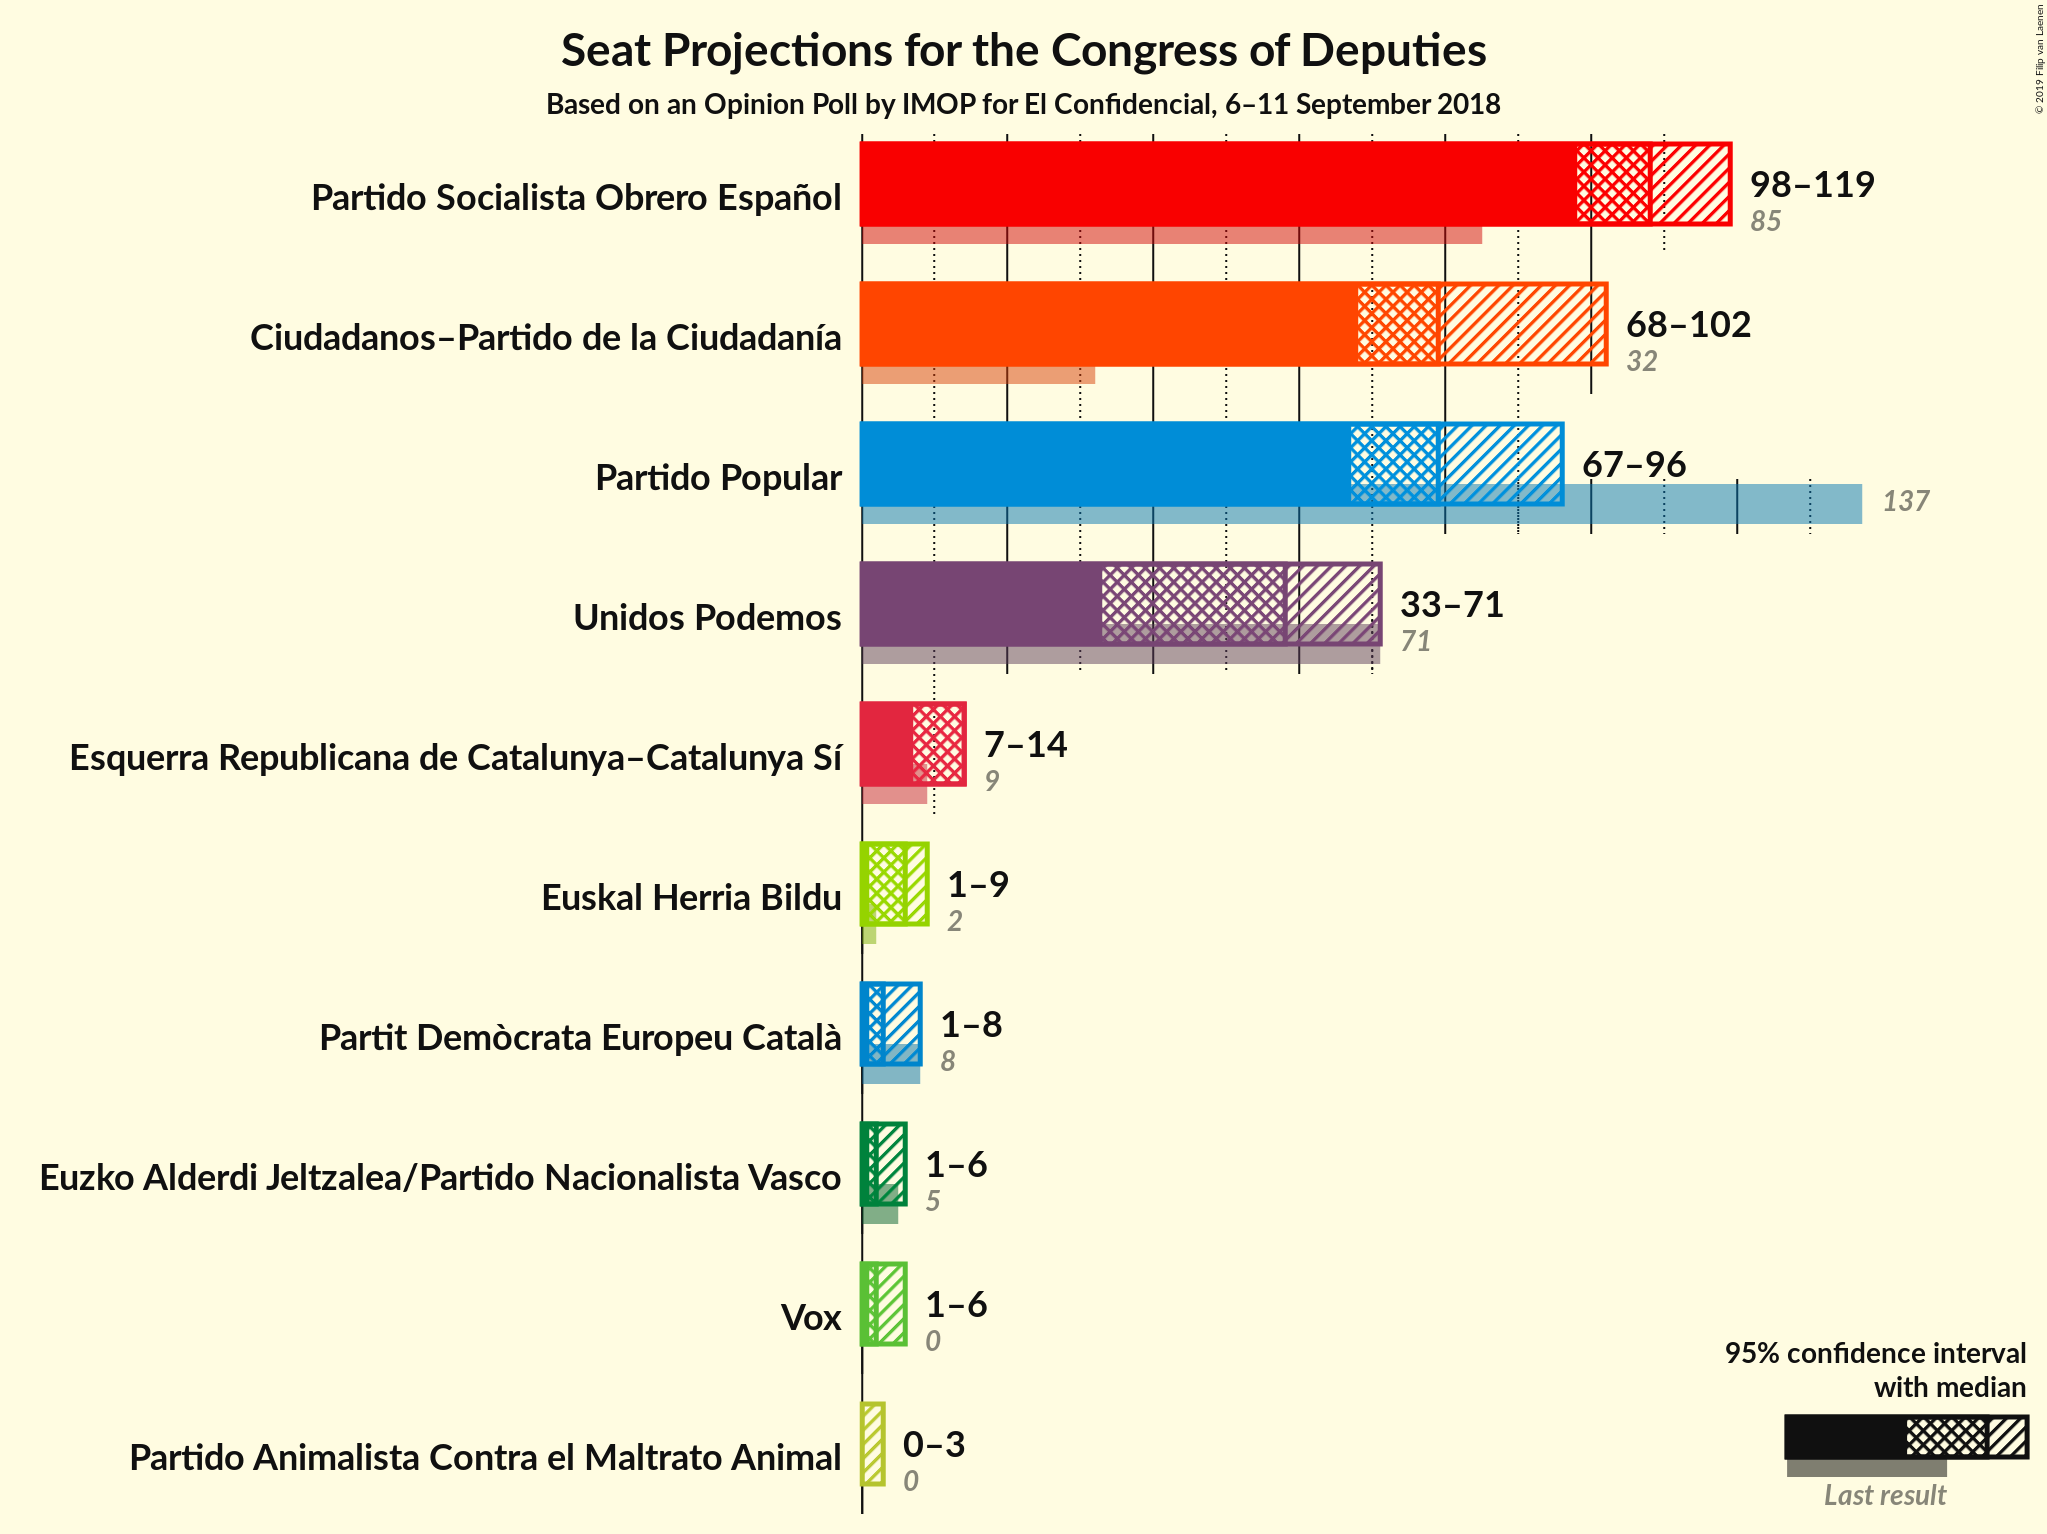 Seat Projections for the Congress of Deputies
Based on an Opinion Poll by IMOP for El Confidencial, 6–11 September 2018
© 2019 Filip van Laenen
Partido Socialista Obrero Español
98–119
85
Ciudadanos–Partido de la Ciudadanía
68–102
32
Partido Popular
67–96
137
Unidos Podemos
33–71
71
Esquerra Republicana de Catalunya–Catalunya Sí
7–14
9
Euskal Herria Bildu
1–9
2
Partit Demòcrata Europeu Català
1–8
8
Euzko Alderdi Jeltzalea/Partido Nacionalista Vasco
1–6
5
Vox
1–6
0
Partido Animalista Contra el Maltrato Animal
0–3
0
95% confidence interval
with median
Last result